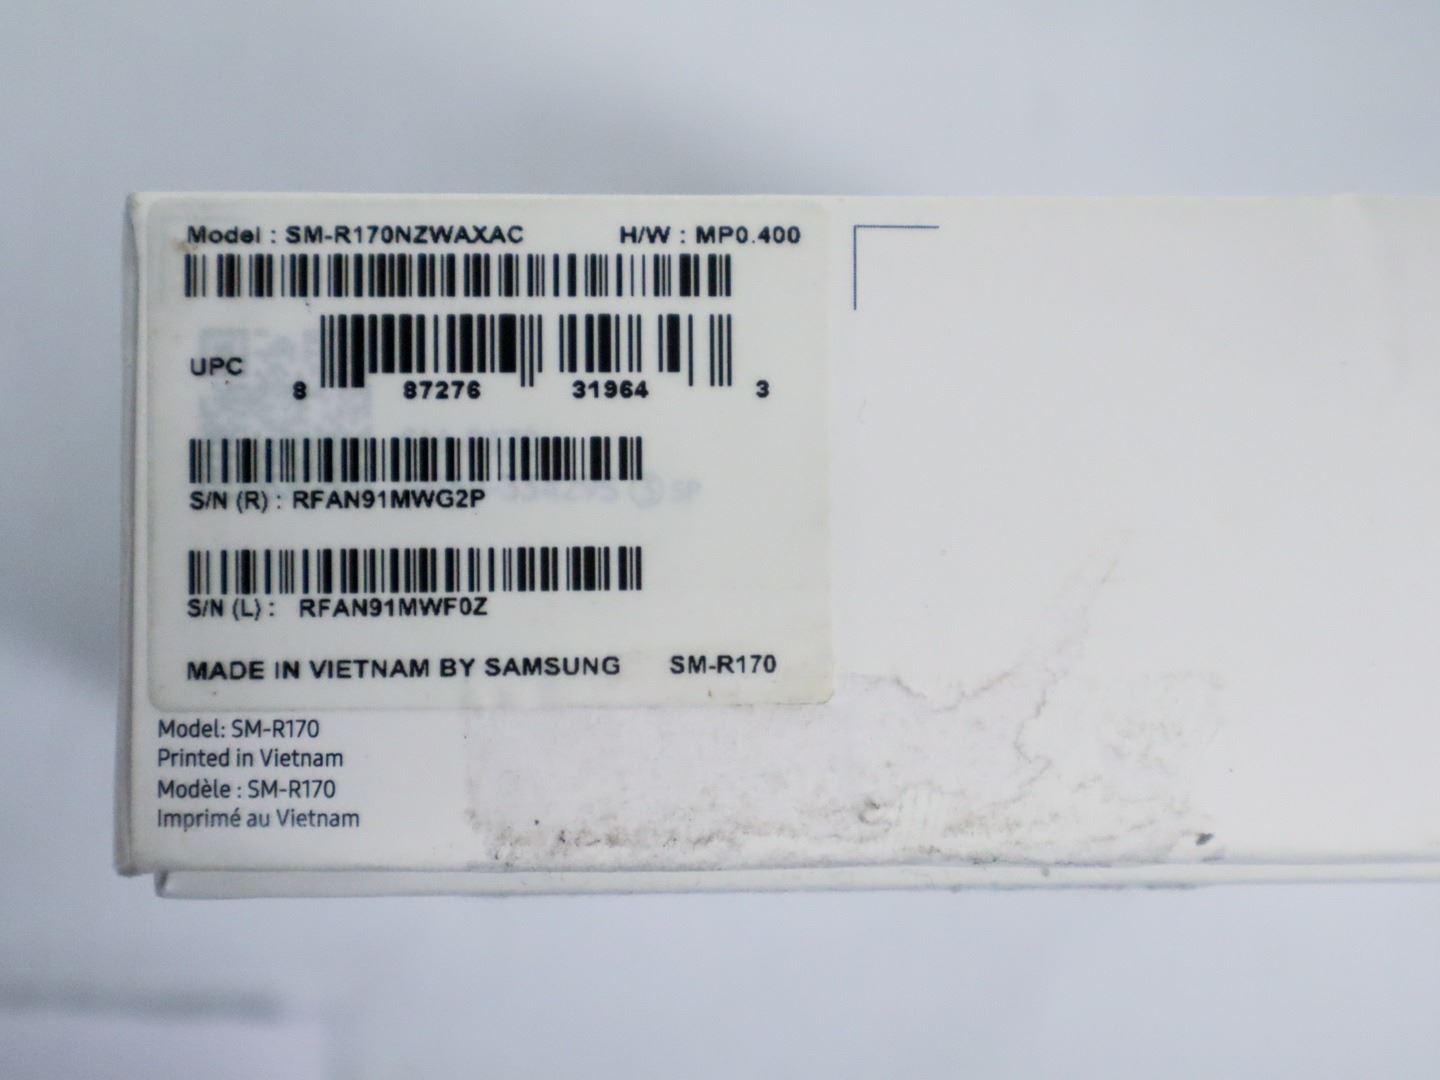 Model : SM-R170NZWAXAC H/W : MP0.400
UPC
8 87276 31964 3
S/N (R) : RFAN91MWG2P
S/N (L) : RFAN91MWF0Z
MADE IN VIETNAM BY SAMSUNG SM-R170
Model: SM-R170
Printed in Vietnam
Modèle : SM-R170
Imprimé au Vietnam